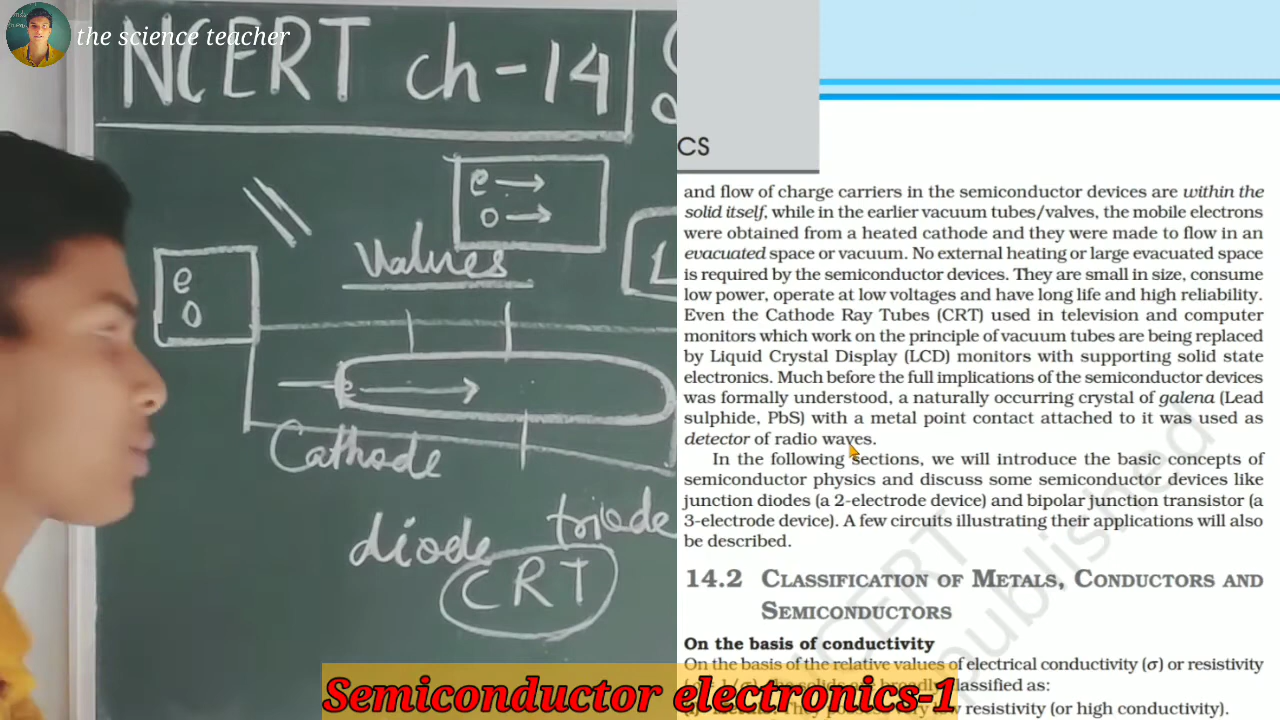 the science teacher
NCERT ch-14
e →
o →
e
o
Values
e
Cathode
diode
triode
CRT
CS
and flow of charge carriers in the semiconductor devices are within the
solid itself, while in the earlier vacuum tubes/valves, the mobile electrons
were obtained from a heated cathode and they were made to flow in an
evacuated space or vacuum. No external heating or large evacuated space
is required by the semiconductor devices. They are small in size, consume
low power, operate at low voltages and have long life and high reliability.
Even the Cathode Ray Tubes (CRT) used in television and computer
monitors which work on the principle of vacuum tubes are being replaced
by Liquid Crystal Display (LCD) monitors with supporting solid state
electronics. Much before the full implications of the semiconductor devices
was formally understood, a naturally occurring crystal of galena (Lead
sulphide, PbS) with a metal point contact attached to it was used as
detector of radio waves.
In the following sections, we will introduce the basic concepts of
semiconductor physics and discuss some semiconductor devices like
junction diodes (a 2-electrode device) and bipolar junction transistor (a
3-electrode device). A few circuits illustrating their applications will also
be described.
14.2 CLASSIFICATION OF METALS, CONDUCTORS AND
SEMICONDUCTORS
On the basis of conductivity
On the basis of the relative values of electrical conductivity (σ) or resistivity
the solids are broadly classified as:
Metals: They possess very low resistivity (or high conductivity).
Semiconductor electronics-1